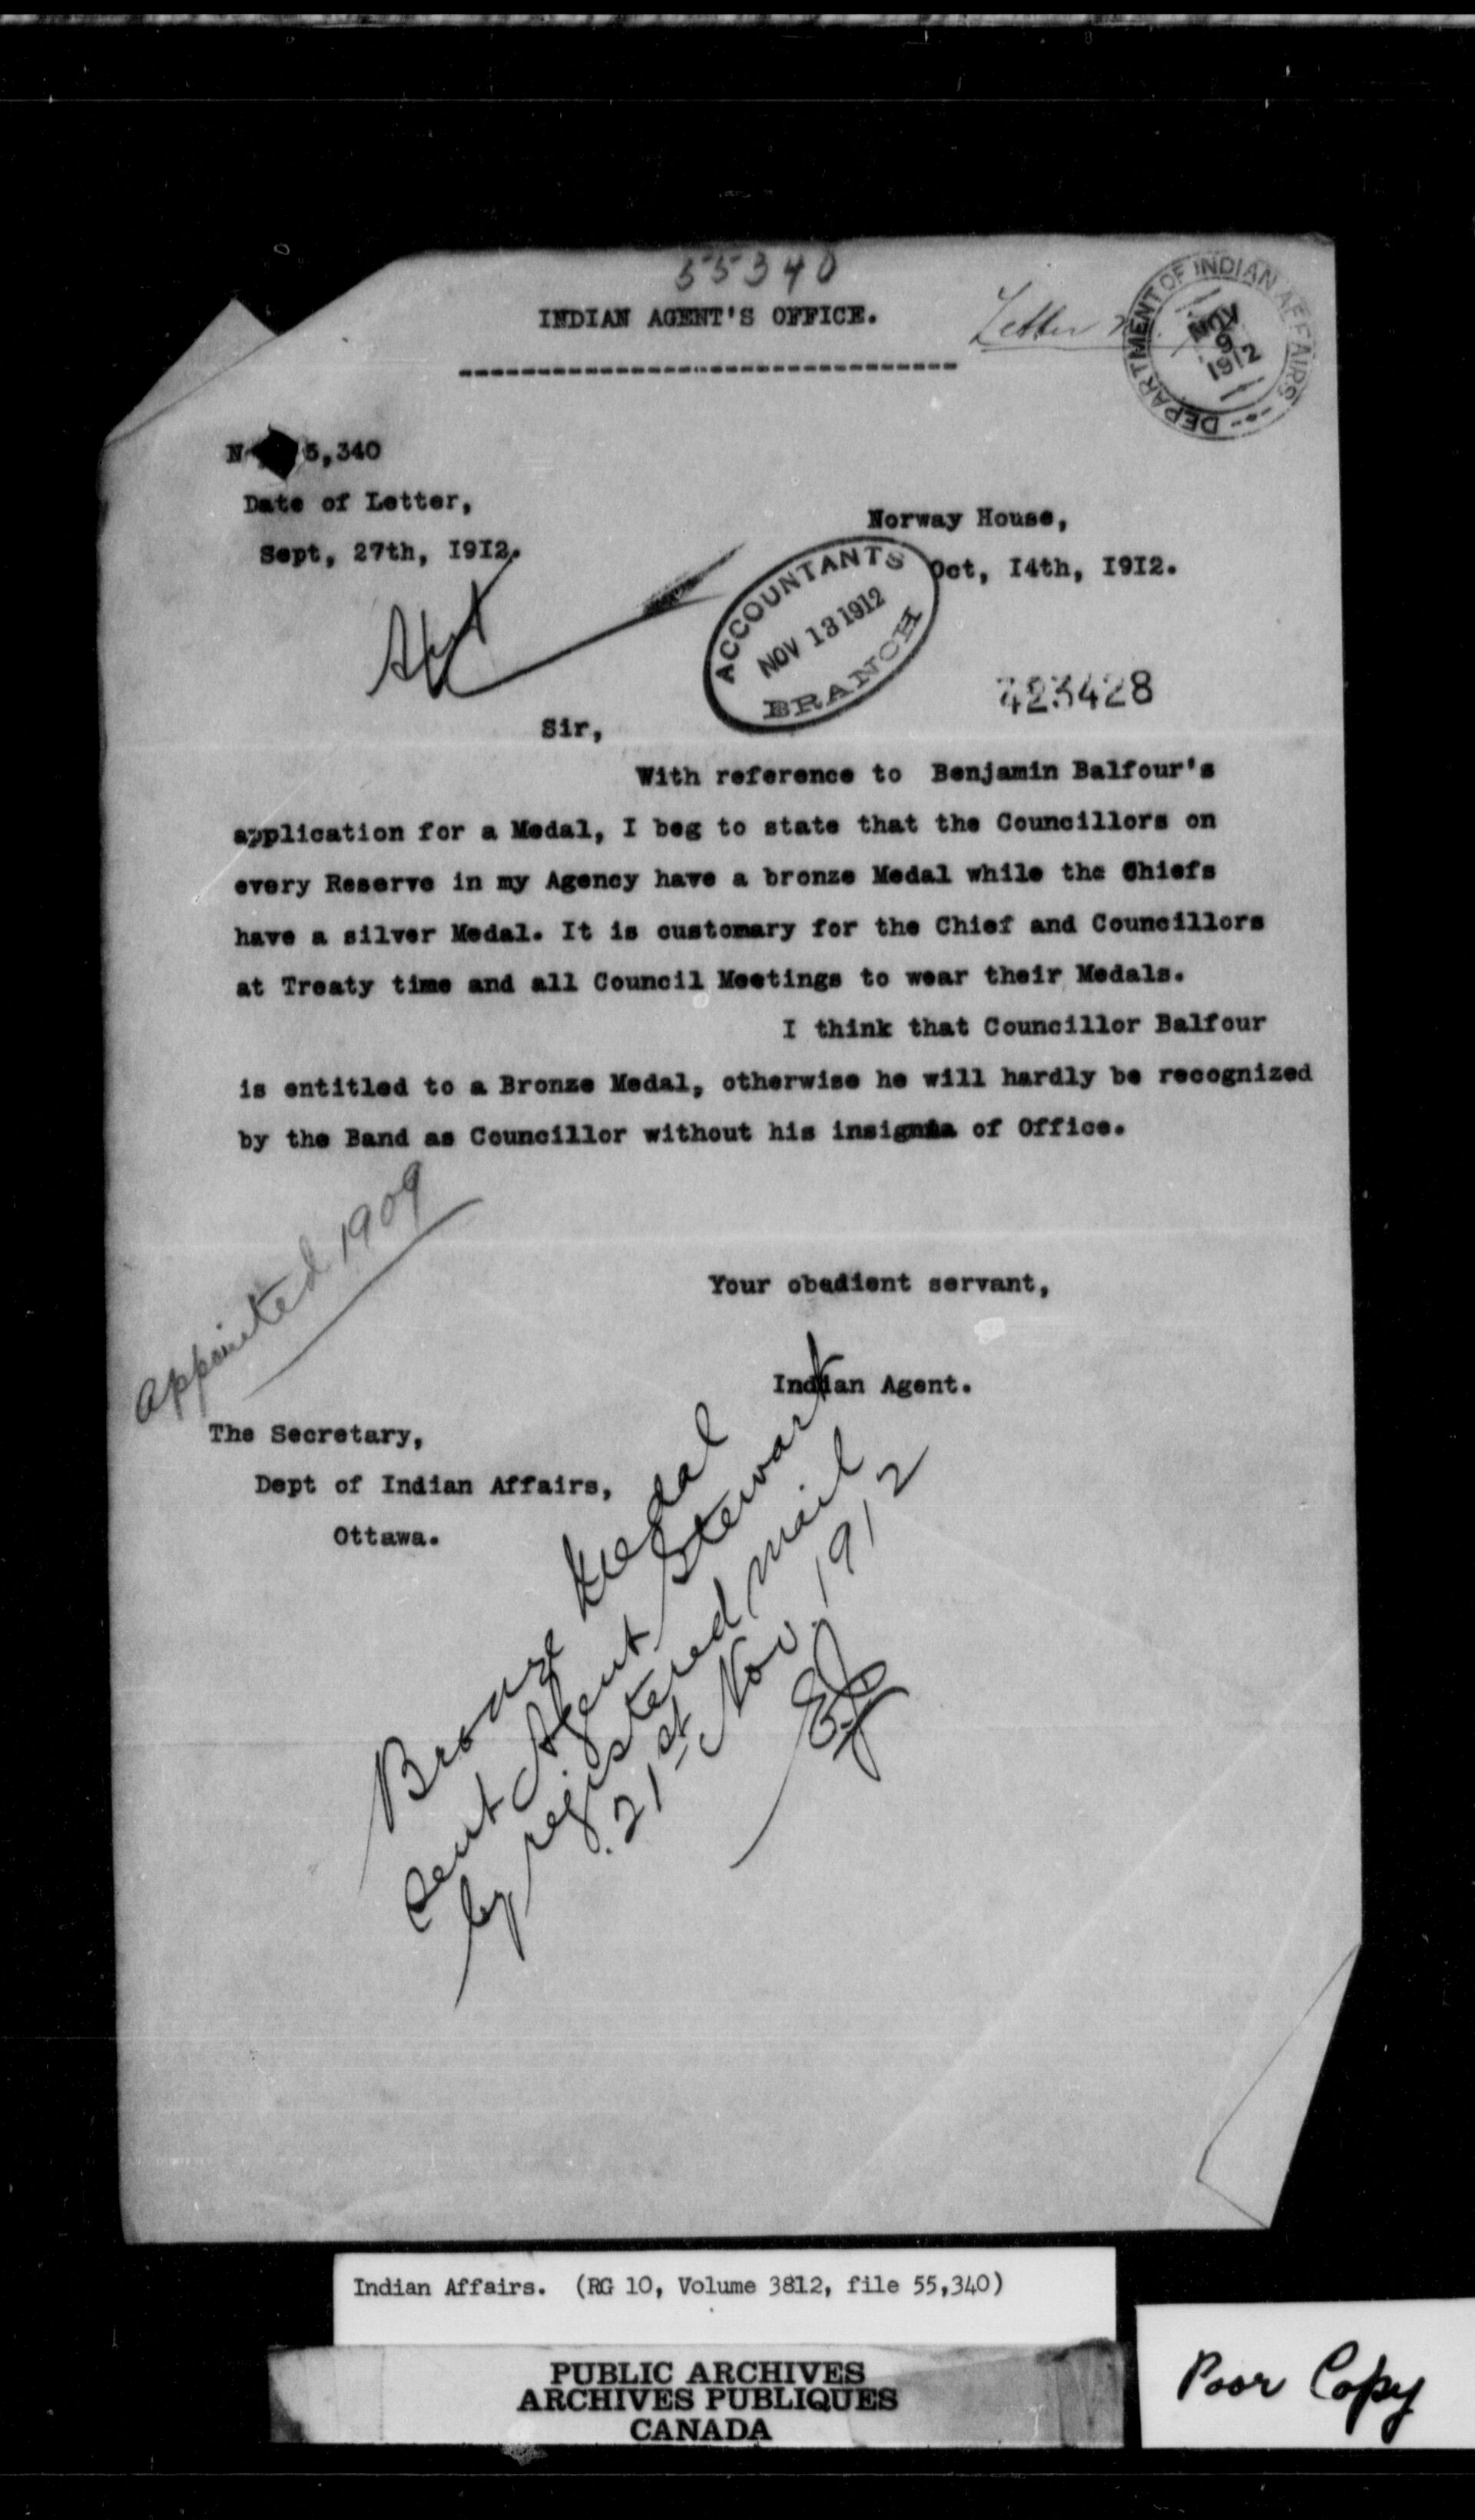 55340
INDIAN AGENT'S OFFICE.
Letter
DEPARTMENT OF INDIAN AFFAIRS
NOV
9
1912
5,340
Date of Letter,
Sept, 27th, I9I2.
Norway House,
Oct, I4th, I9I2.
ACCOUNTANTS
NOV 13 1912
BRANCH
423428
Sir,
With reference to Benjamin Balfour's
application for a Medal, I beg to state that the Councillors on
every Reserve in my Agency have a bronze Medal while the Chiefs
have a silver Medal. It is customary for the Chief and Councillors
at Treaty time and all Council Meetings to wear their Medals.
I think that Councillor Balfour
is entitled to a Bronze Medal, otherwise he will hardly be recognized
by the Band as Councillor without his insignia of Office.
Appointed 1909
Your obedient servant,
Indian Agent.
The Secretary,
Dept of Indian Affairs,
Ottawa.
Bronze Medal
sent Agent Stewart
by registered mail
21st Nov. 1912
Indian Affairs. (RG 10, Volume 3812, file 55,340)
PUBLIC ARCHIVES
ARCHIVES PUBLIQUES
CANADA
Poor Copy